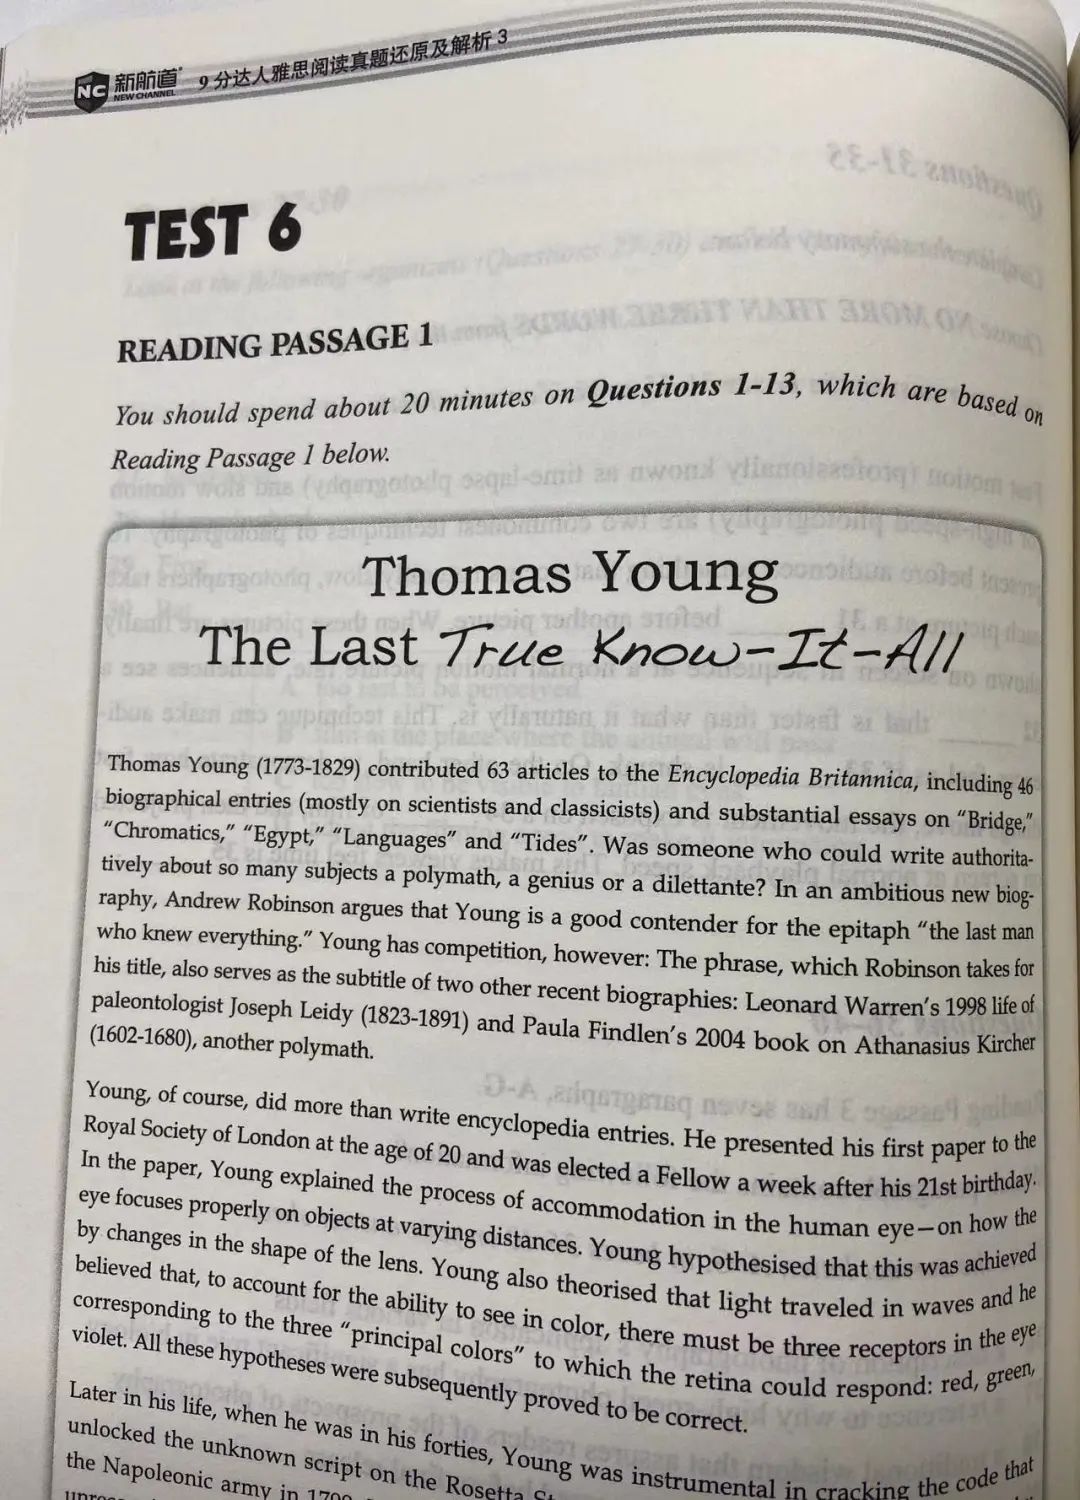 NC 新航道 NEW CHANNEL 9分达人雅思阅读真题还原及解析3
TEST 6
READING PASSAGE 1
You should spend about 20 minutes on Questions 1-13, which are based on
Reading Passage 1 below.
Thomas Young
The Last True Know-It-All
Thomas Young (1773-1829) contributed 63 articles to the Encyclopedia Britannica, including 46
biographical entries (mostly on scientists and classicists) and substantial essays on “Bridge,”
“Chromatics,” “Egypt,” “Languages” and “Tides”. Was someone who could write authorita-
tively about so many subjects a polymath, a genius or a dilettante? In an ambitious new biog-
raphy, Andrew Robinson argues that Young is a good contender for the epitaph “the last man
who knew everything.” Young has competition, however: The phrase, which Robinson takes for
his title, also serves as the subtitle of two other recent biographies: Leonard Warren’s 1998 life of
paleontologist Joseph Leidy (1823-1891) and Paula Findlen’s 2004 book on Athanasius Kircher
(1602-1680), another polymath.
Young, of course, did more than write encyclopedia entries. He presented his first paper to the
Royal Society of London at the age of 20 and was elected a Fellow a week after his 21st birthday.
In the paper, Young explained the process of accommodation in the human eye—on how the
eye focuses properly on objects at varying distances. Young hypothesised that this was achieved
by changes in the shape of the lens. Young also theorised that light traveled in waves and he
believed that, to account for the ability to see in color, there must be three receptors in the eye
corresponding to the three “principal colors” to which the retina could respond: red, green,
violet. All these hypotheses were subsequently proved to be correct.
Later in his life, when he was in his forties, Young was instrumental in cracking the code that
unlocked the unknown script on the Rosetta
the Napoleonic army in